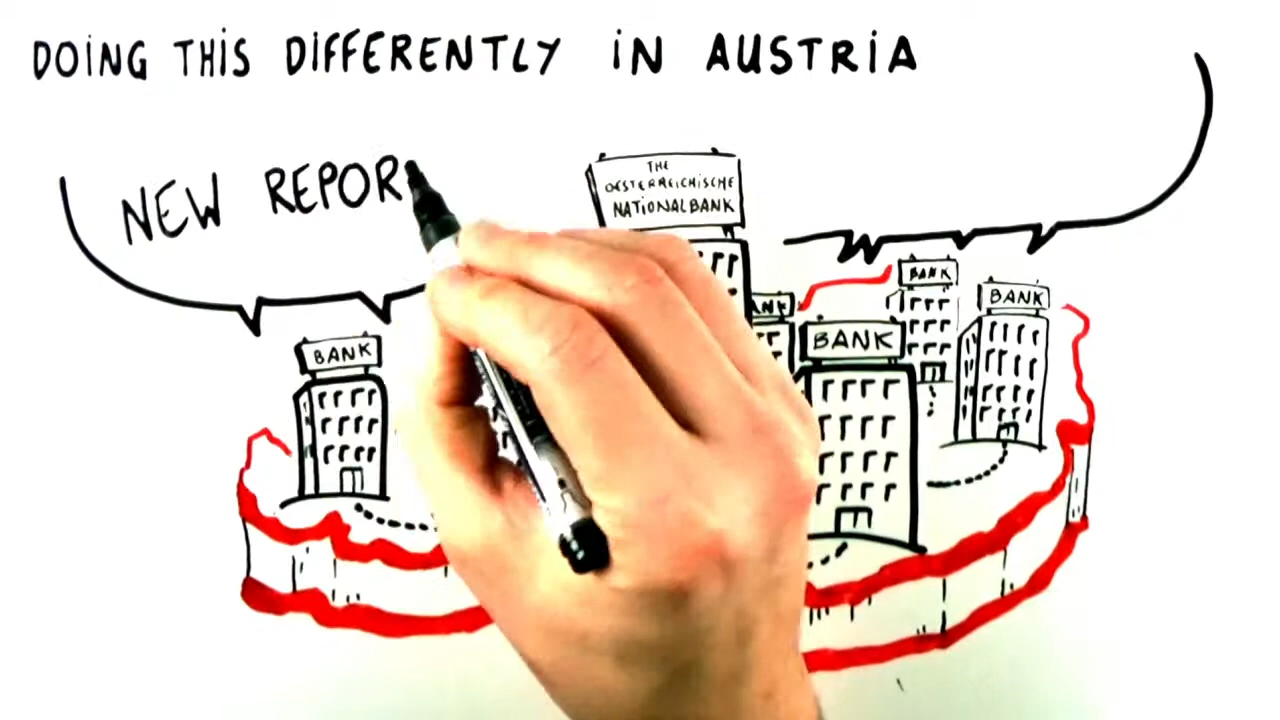 DOING THIS DIFFERENTLY IN AUSTRIA
NEW REPOR
THE
OESTERREICHISCHE
NATIONALBANK
BANK
BANK
BANK
BANK